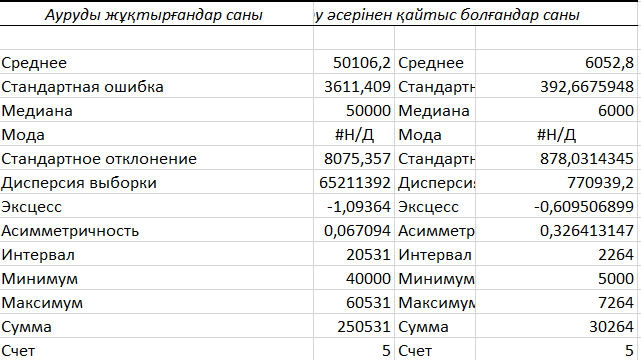 Ауруды жұқтырғандар саны у әсерінен қайтыс болғандар саны
Среднее 50106,2 Среднее 6052,8
Стандартная ошибка 3611,409 Стандартн 392,6675948
Медиана 50000 Медиана 6000
Мода #Н/Д Мода #Н/Д
Стандартное отклонение 8075,357 Стандартн 878,0314345
Дисперсия выборки 65211392 Дисперсия 770939,2
Эксцесс -1,09364 Эксцесс -0,609506899
Асимметричность 0,067094 Асимметр 0,326413147
Интервал 20531 Интервал 2264
Минимум 40000 Минимум 5000
Максимум 60531 Максимум 7264
Сумма 250531 Сумма 30264
Счет 5 Счет 5